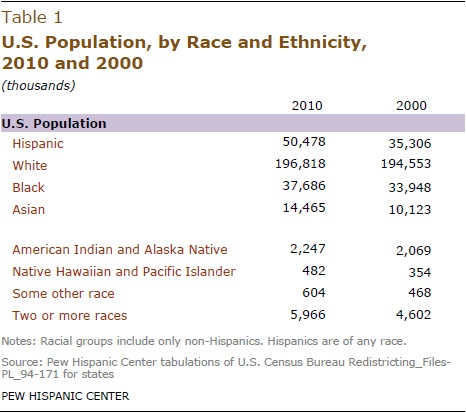 Table 1
U.S. Population, by Race and Ethnicity,
2010 and 2000
(thousands)
2010 2000
U.S. Population
Hispanic 50,478 35,306
White 196,818 194,553
Black 37,686 33,948
Asian 14,465 10,123
American Indian and Alaska Native 2,247 2,069
Native Hawaiian and Pacific Islander 482 354
Some other race 604 468
Two or more races 5,966 4,602
Notes: Racial groups include only non-Hispanics. Hispanics are of any race.
Source: Pew Hispanic Center tabulations of U.S. Census Bureau Redistricting_Files-
PL_94-171 for states
PEW HISPANIC CENTER